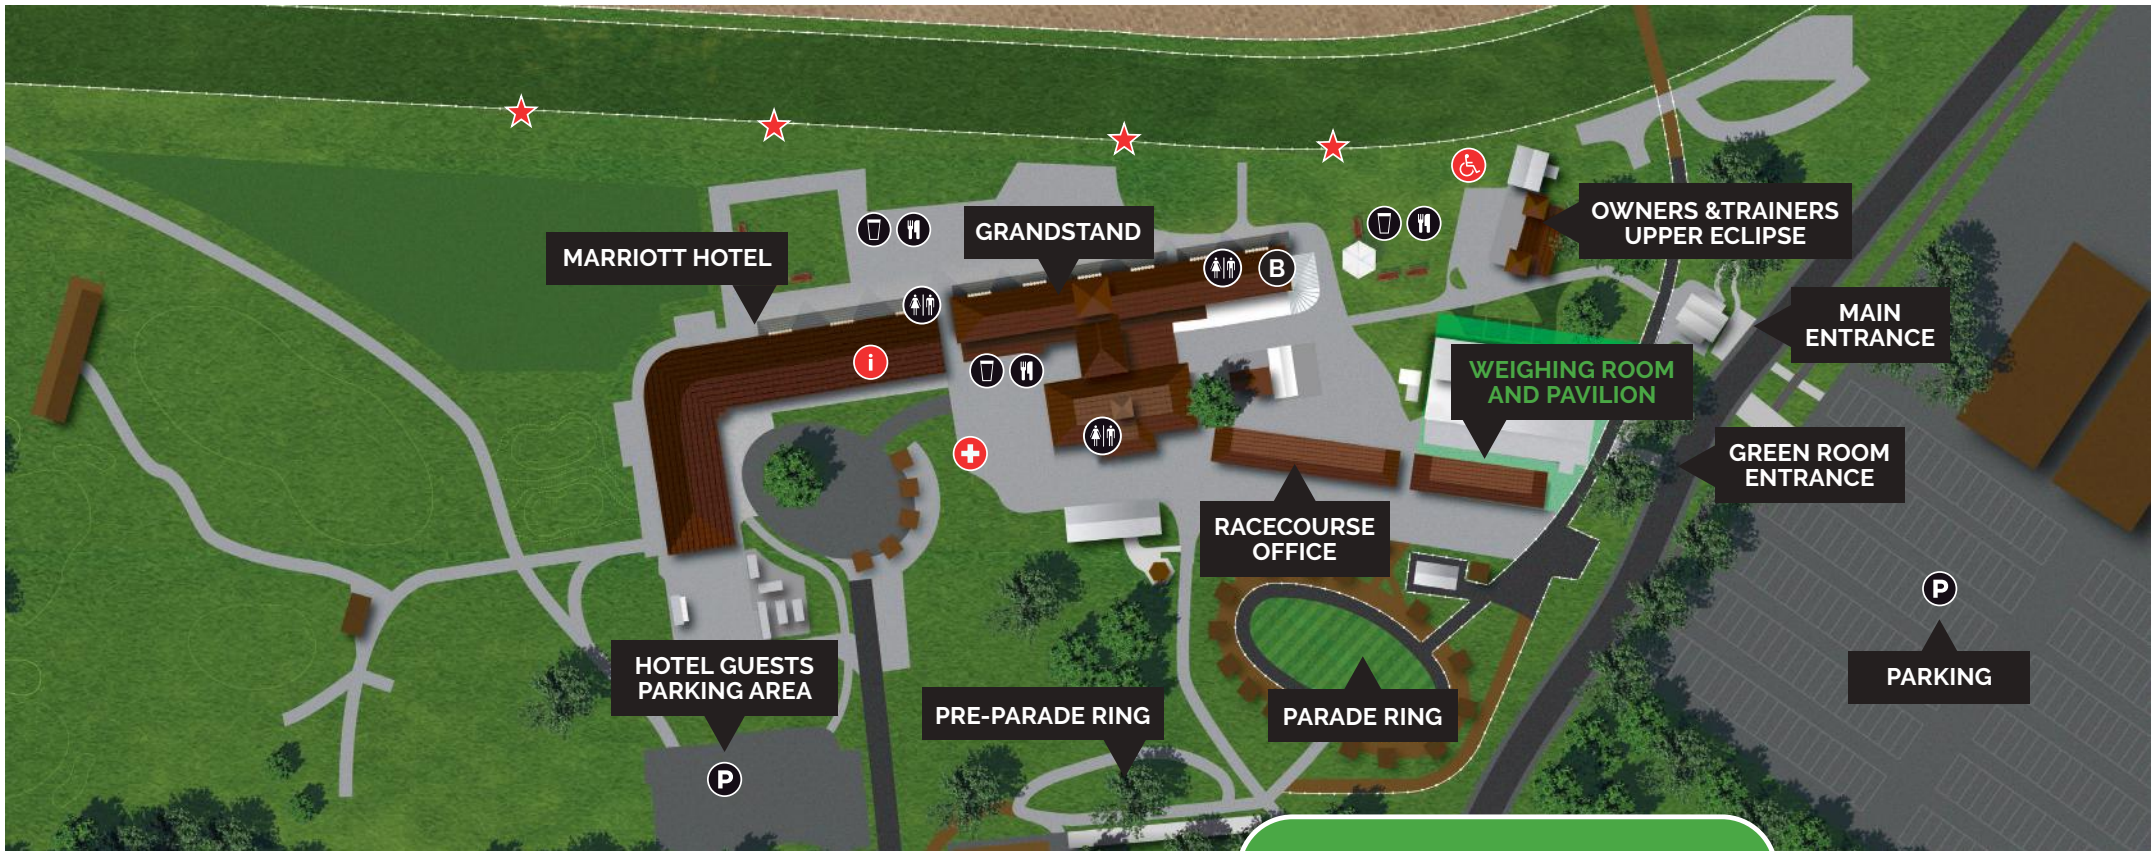 OWNERS &TRAINERS
UPPER ECLIPSE
GRANDSTAND
MARRIOTT HOTEL
B
MAIN
ENTRANCE
i
WEIGHING ROOM
AND PAVILION
GREEN ROOM
ENTRANCE
RACECOURSE
OFFICE
P
PARKING
HOTEL GUESTS
PARKING AREA
P
PRE-PARADE RING
PARADE RING